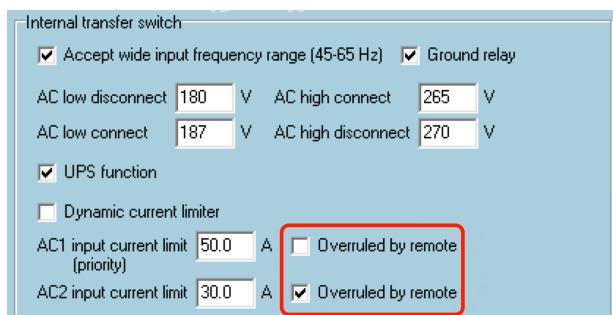 Internal transfer switch
Accept wide input frequency range (45-65 Hz) Ground relay
AC low disconnect 180 V AC high connect 265 V
AC low connect 187 V AC high disconnect 270 V
UPS function
Dynamic current limiter
AC1 input current limit 50.0 A Overruled by remote
(priority)
AC2 input current limit 30.0 A Overruled by remote